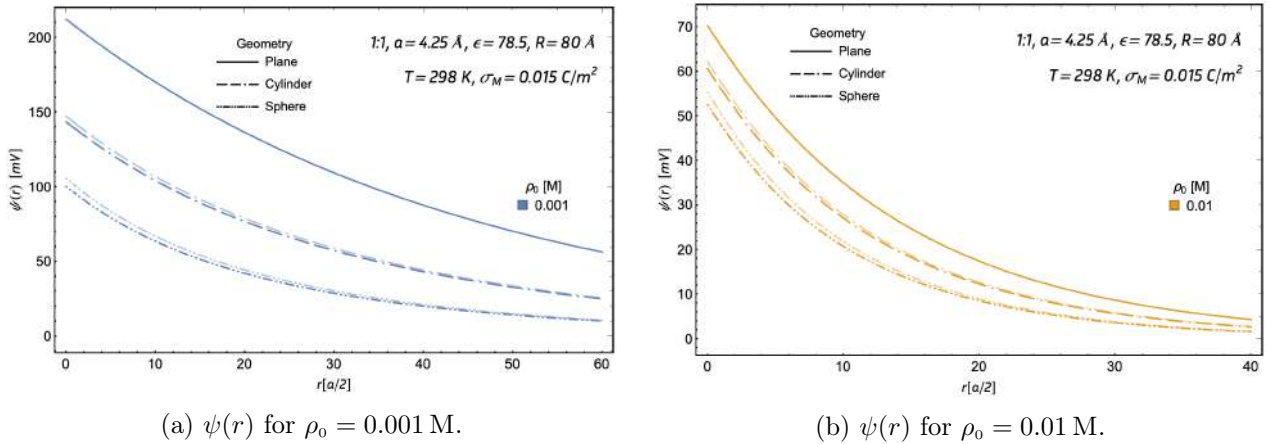 200
150
100
50
0
ψ(r) [mV]
0 10 20 30 40 50 60
r[a/2]
Geometry
Plane
Cylinder
Sphere
1:1, a=4.25 Å, ϵ=78.5, R=80 Å
T=298 K, σ_M=0.015 C/m²
ρ₀ [M]
0.001
(a) ψ(r) for ρ₀ = 0.001 M.
70
60
50
40
30
20
10
0
ψ(r) [mV]
0 10 20 30 40
r[a/2]
Geometry
Plane
Cylinder
Sphere
1:1, a=4.25 Å, ϵ=78.5, R=80 Å
T=298 K, σ_M=0.015 C/m²
ρ₀ [M]
0.01
(b) ψ(r) for ρ₀ = 0.01 M.